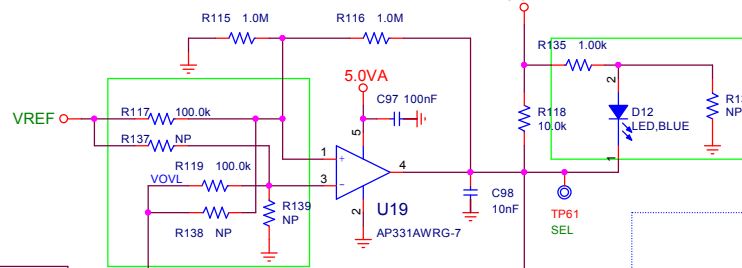 R115 1.0M
R116 1.0M
R135 1.00k
5.0VA
C97 100nF
VREF
R117 100.0k
R137 NP
R119 100.0k
VOVL
R138 NP
R139
NP
1
3
5
4
2
+
-
U19
AP331AWRG-7
R118
10.0k
C98
10nF
2
D12
LED,BLUE
1
NP
TP61
SEL